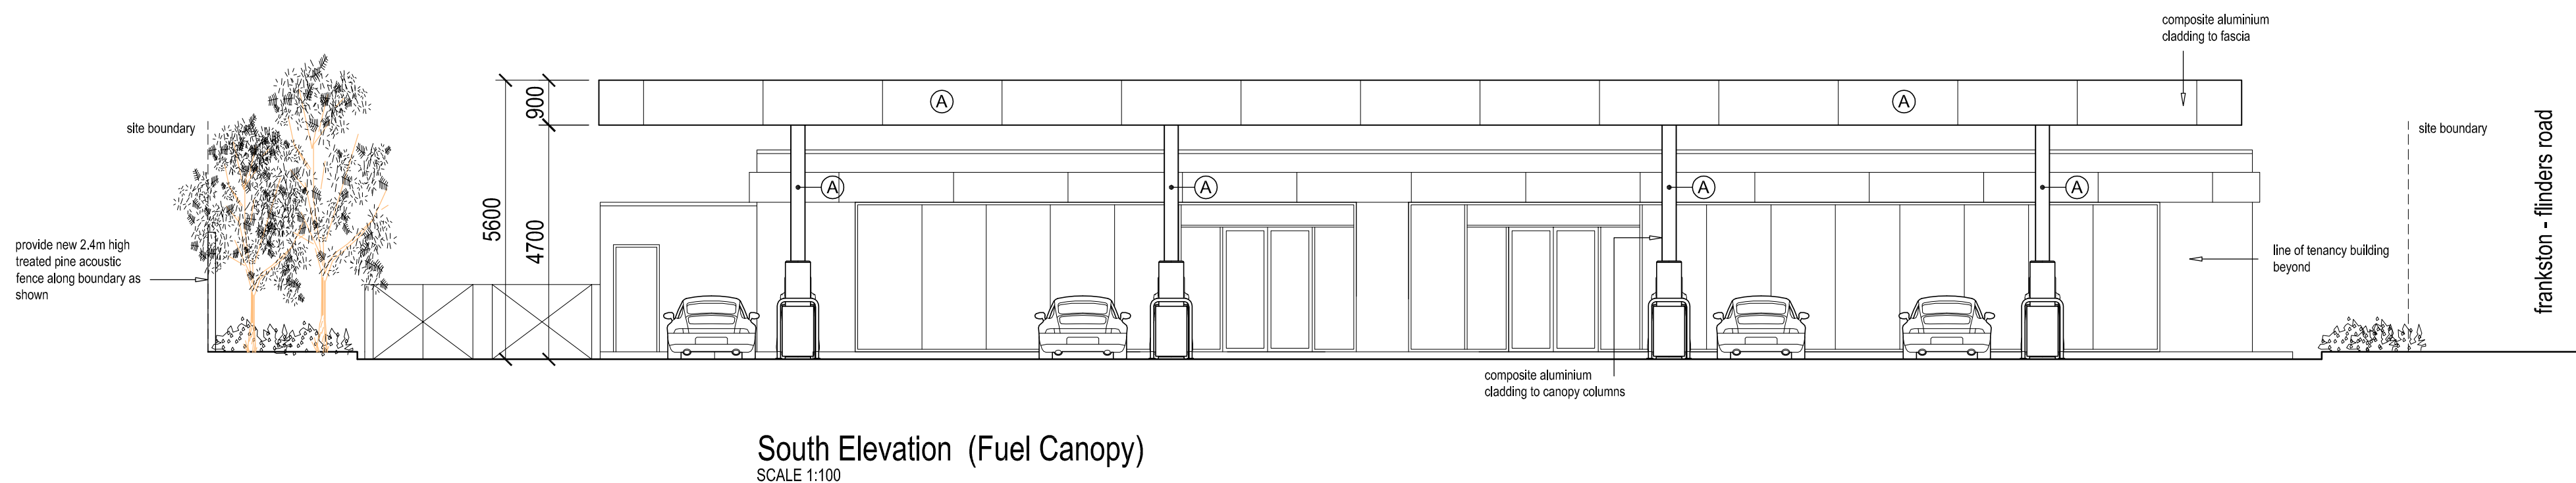 composite aluminium
cladding to fascia
900
A
A
site boundary
site boundary
frankston - flinders road
A
A
A
A
5600
4700
provide new 2.4m high
treated pine acoustic
fence along boundary as
shown
line of tenancy building
beyond
composite aluminium
cladding to canopy columns
South Elevation (Fuel Canopy)
SCALE 1:100